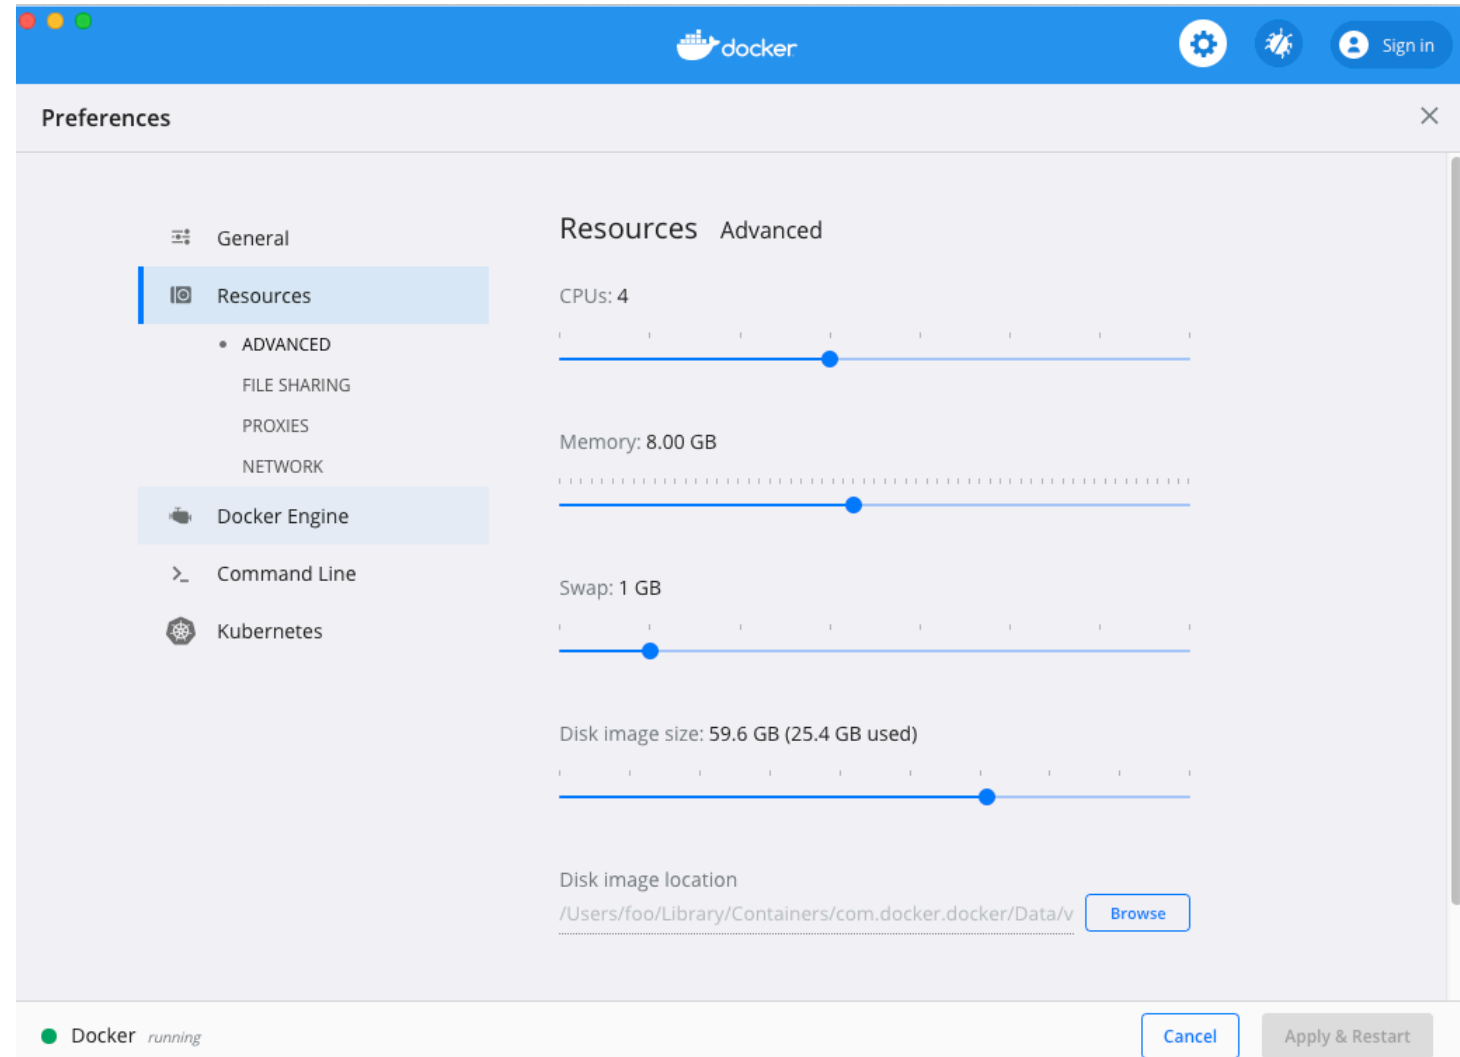 docker
Sign in
Preferences
General
Resources
ADVANCED
FILE SHARING
PROXIES
NETWORK
Docker Engine
Command Line
Kubernetes
Resources Advanced
CPUs: 4
Memory: 8.00 GB
Swap: 1 GB
Disk image size: 59.6 GB (25.4 GB used)
Disk image location
/Users/foo/Library/Containers/com.docker.docker/Data/v
Browse
Docker running
Cancel
Apply & Restart